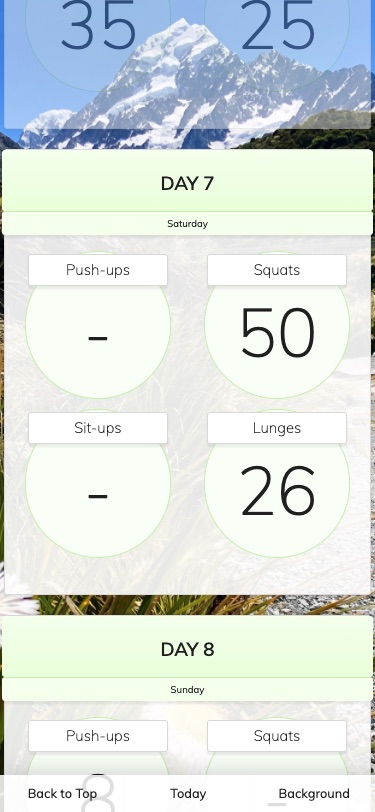 35 25
DAY 7
Saturday
Push-ups Squats
- 50
Sit-ups Lunges
- 26
DAY 8
Sunday
Push-ups Squats
8 -
Back to Top Today Background